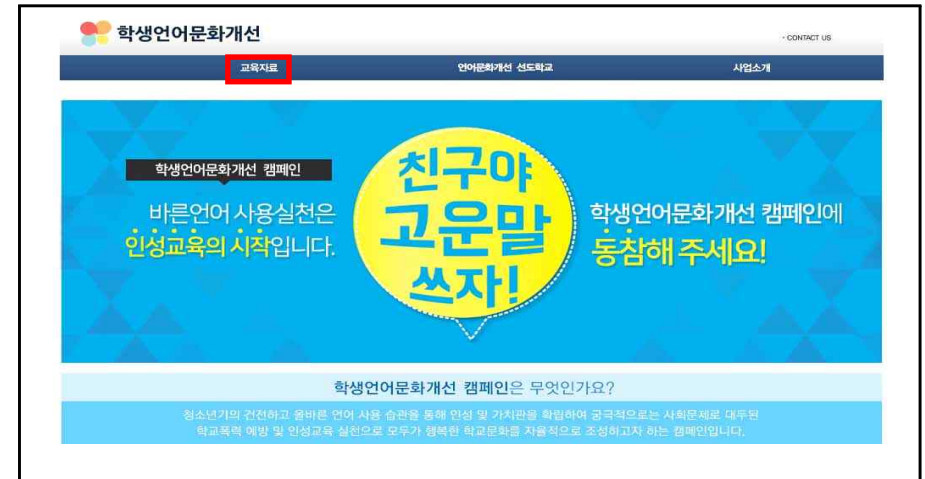 학생언어문화개선
· CONTACT US
교육자료 언어문화개선 선도학교 사업소개
학생언어문화개선 캠페인
바른언어 사용실천은
인성교육의 시작입니다.
친구야
고운말
쓰자!
학생언어문화개선 캠페인에
동참해 주세요!
학생언어문화개선 캠페인은 무엇인가요?
청소년기의 건전하고 올바른 언어 사용 습관을 통해 인성 및 가치관을 확립하여 궁극적으로는 사회문제로 대두된
학교폭력 예방 및 인성교육 실천으로 모두가 행복한 학교문화를 자율적으로 조성하고자 하는 캠페인입니다.